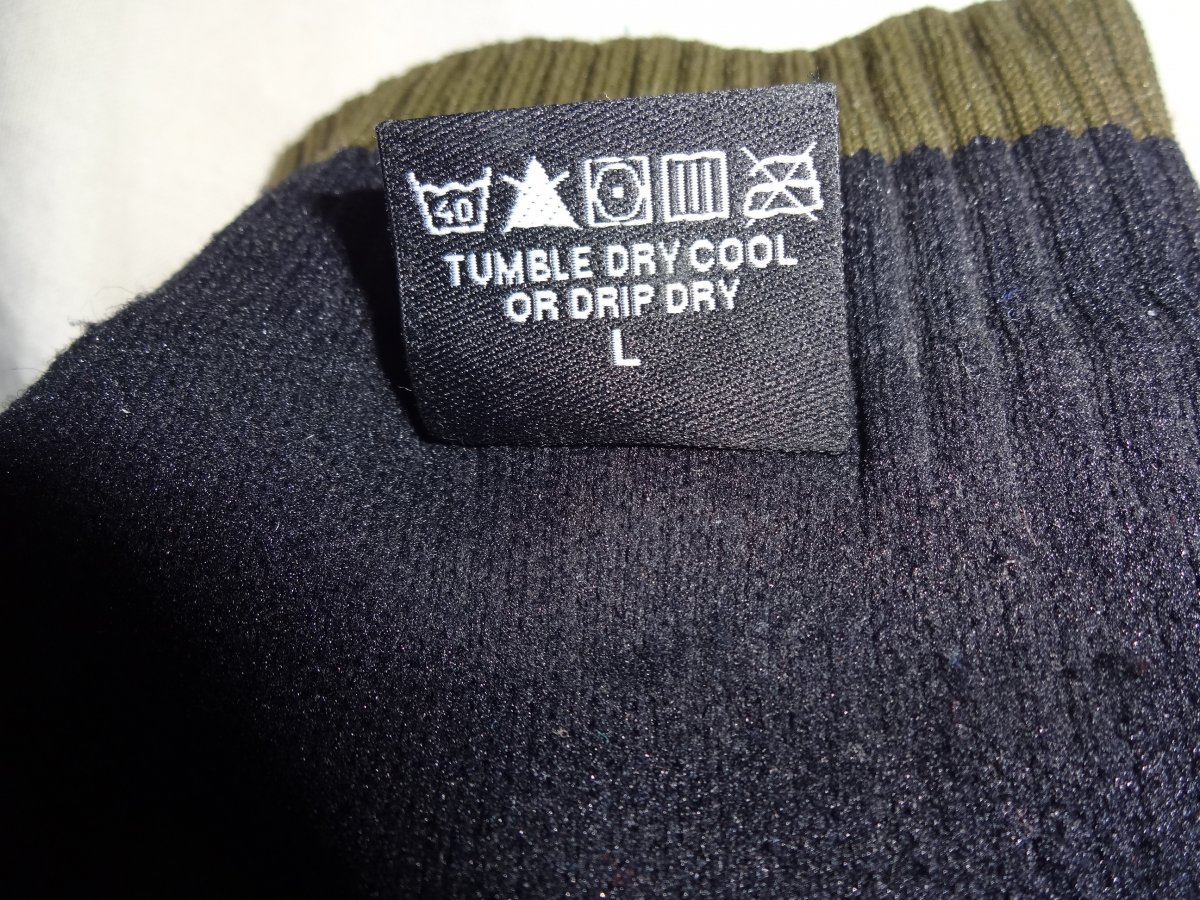 40
TUMBLE DRY COOL
OR DRIP DRY
L